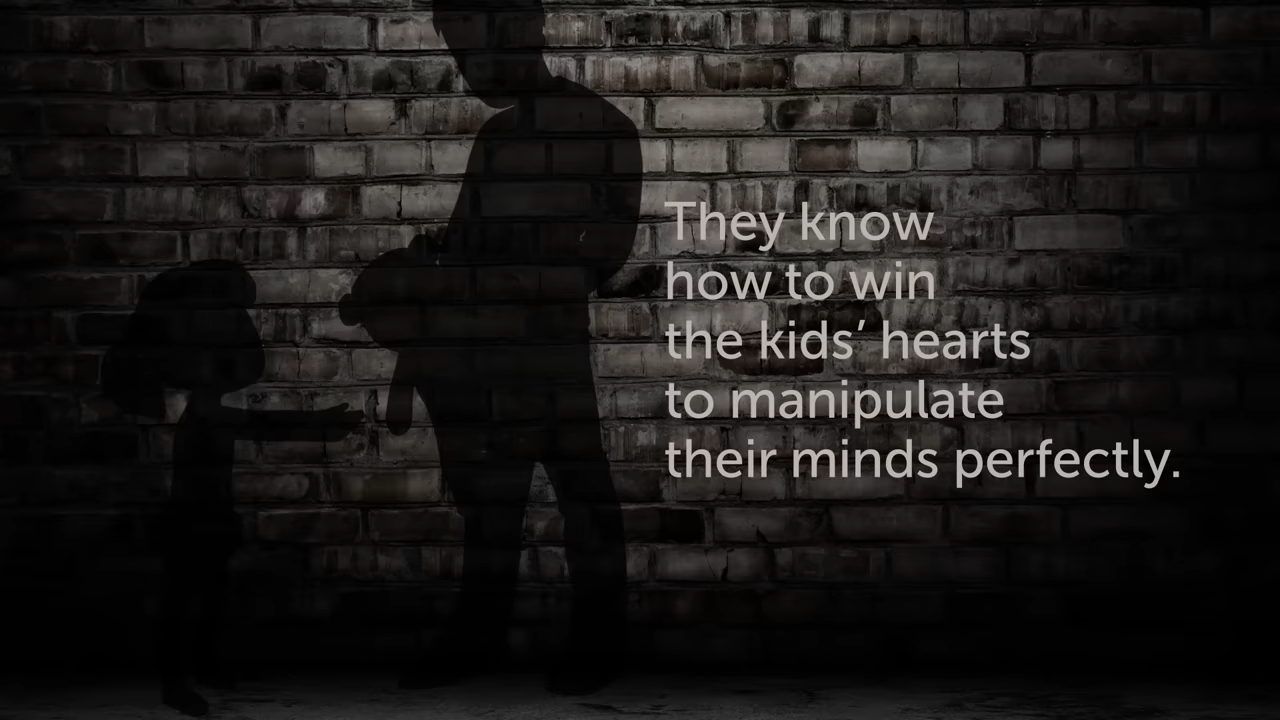 They know
how to win
the kids’ hearts
to manipulate
their minds perfectly.